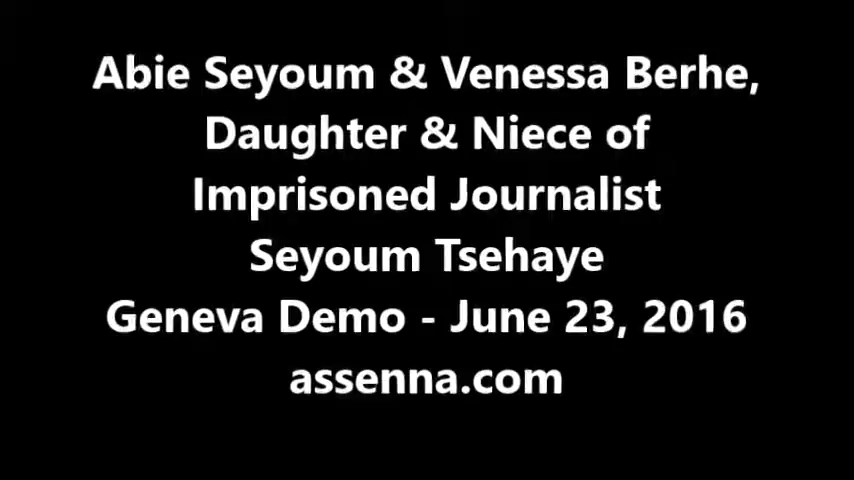 Abie Seyoum & Venessa Berhe,
Daughter & Niece of
Imprisoned Journalist
Seyoum Tsehaye
Geneva Demo - June 23, 2016
assenna.com